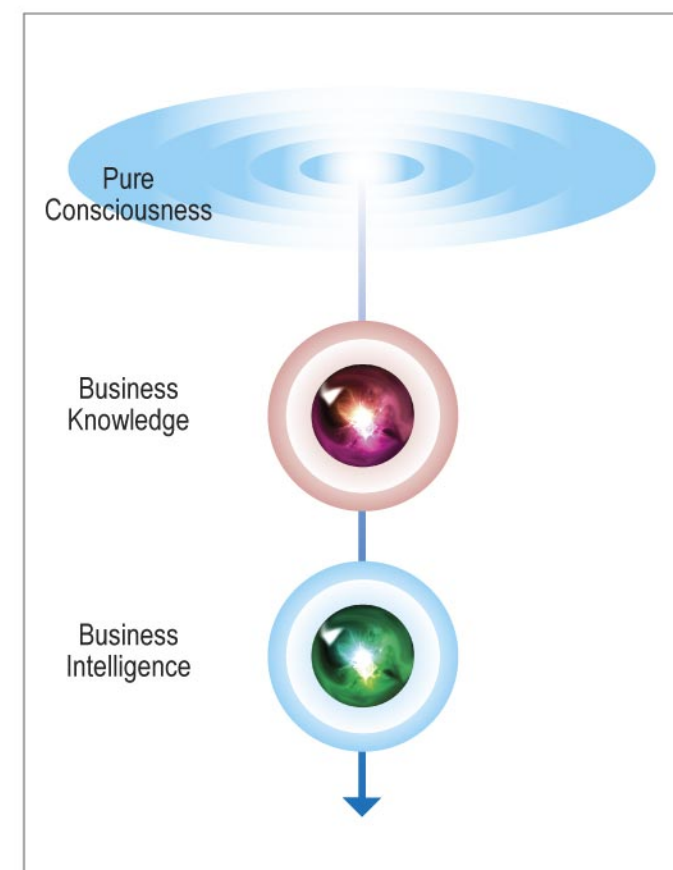 Pure
Consciousness
Business
Knowledge
Business
Intelligence